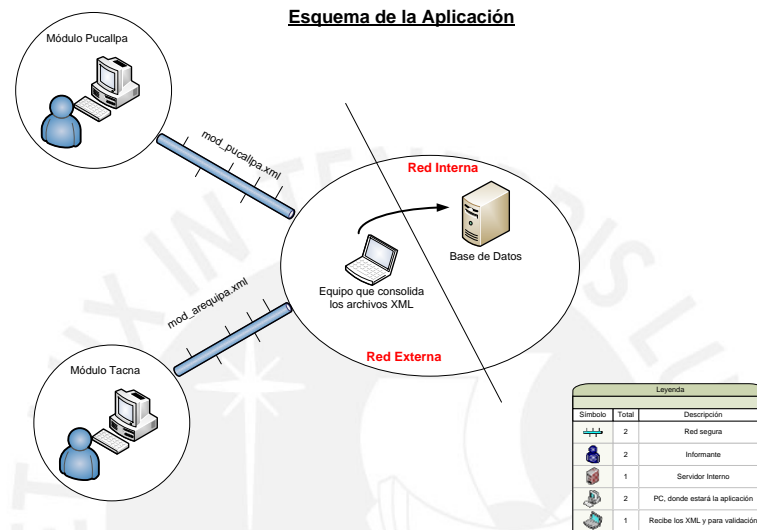 Esquema de la Aplicación
Módulo Pucallpa
mod_pucallpa.xml
Red Interna
Base de Datos
Equipo que consolida
los archivos XML
mod_arequipa.xml
Red Externa
Módulo Tacna
Leyenda
Símbolo Total Descripción
2 Red segura
2 Informante
1 Servidor Interno
2 PC, donde estará la aplicación
1 Recibe los XML y para validación